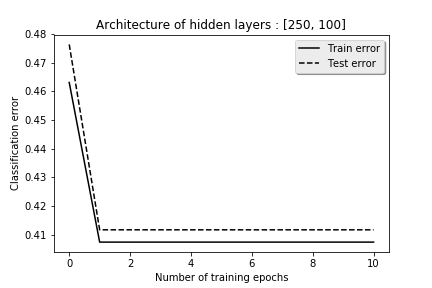 Architecture of hidden layers : [250, 100]
Train error
Test error
0.48
0.47
0.46
0.45
0.44
0.43
0.42
0.41
Classification error
0 2 4 6 8 10
Number of training epochs